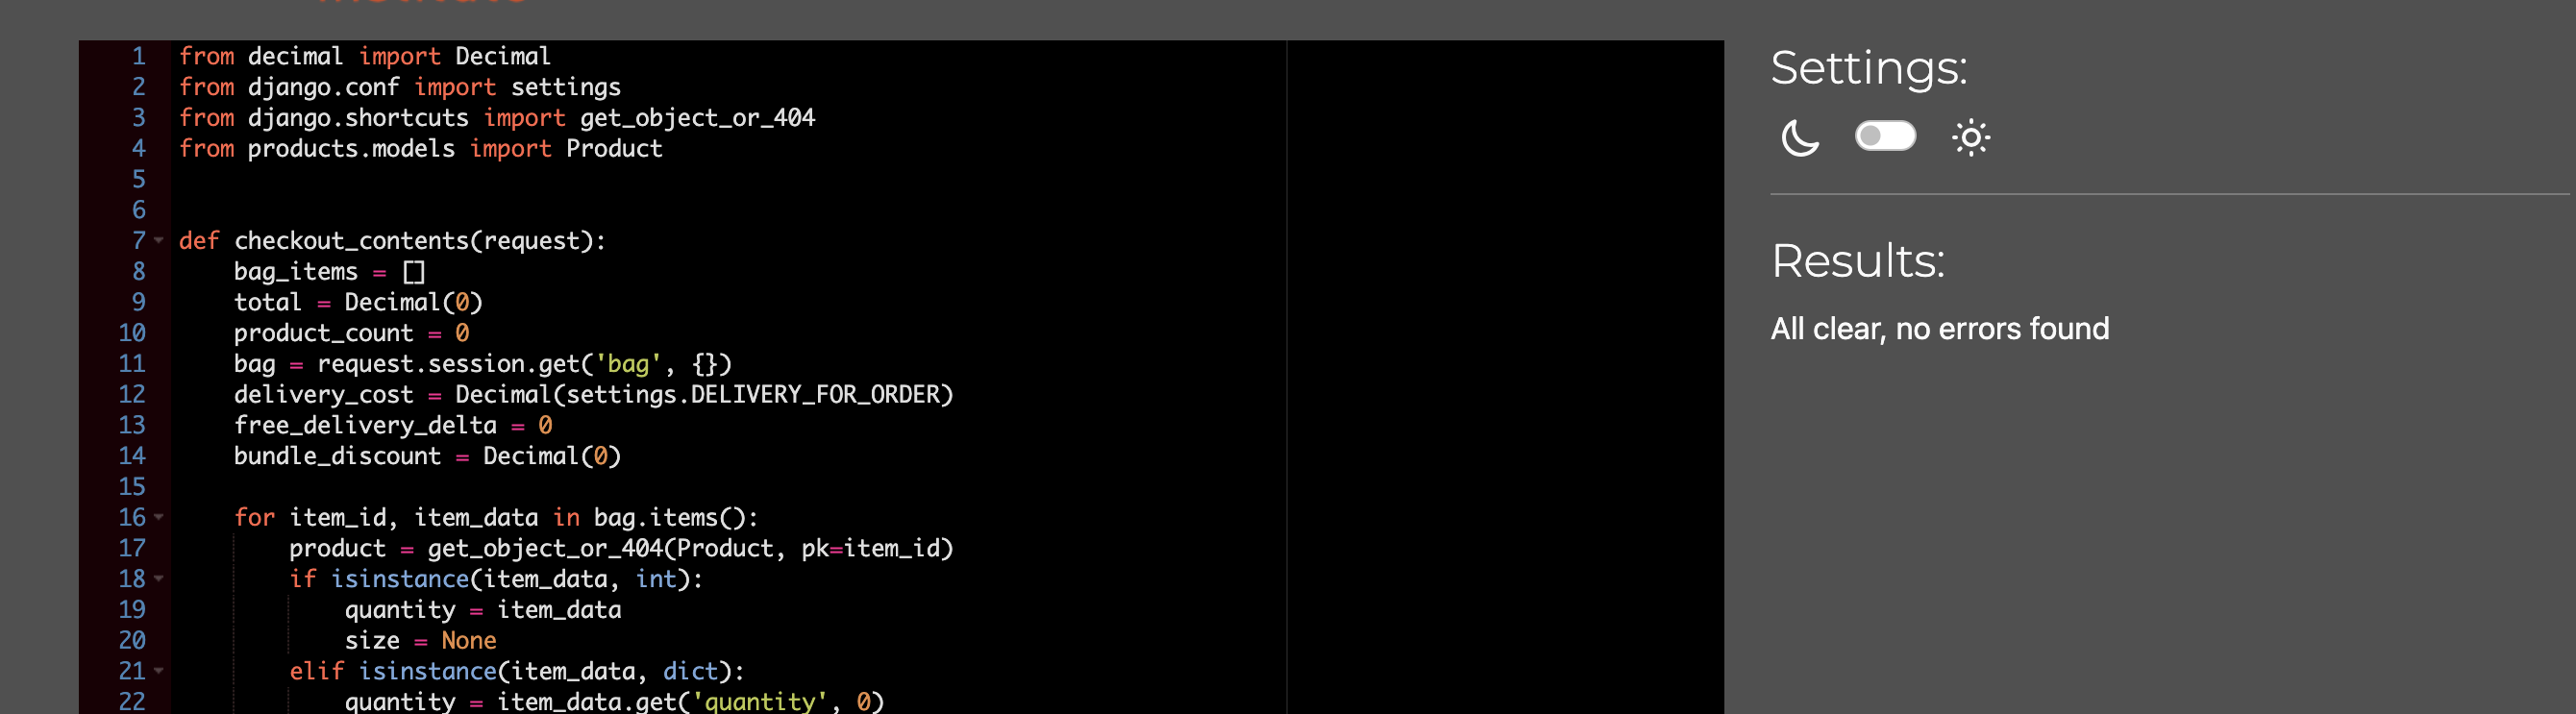 1 from decimal import Decimal
2 from django.conf import settings
3 from django.shortcuts import get_object_or_404
4 from products.models import Product
5
6
7 def checkout_contents(request):
8     bag_items = []
9     total = Decimal(0)
10     product_count = 0
11     bag = request.session.get('bag', {})
12     delivery_cost = Decimal(settings.DELIVERY_FOR_ORDER)
13     free_delivery_delta = 0
14     bundle_discount = Decimal(0)
15
16     for item_id, item_data in bag.items():
17         product = get_object_or_404(Product, pk=item_id)
18         if isinstance(item_data, int):
19             quantity = item_data
20             size = None
21         elif isinstance(item_data, dict):
22             quantity = item_data.get('quantity', 0)
Settings:
Results:
All clear, no errors found